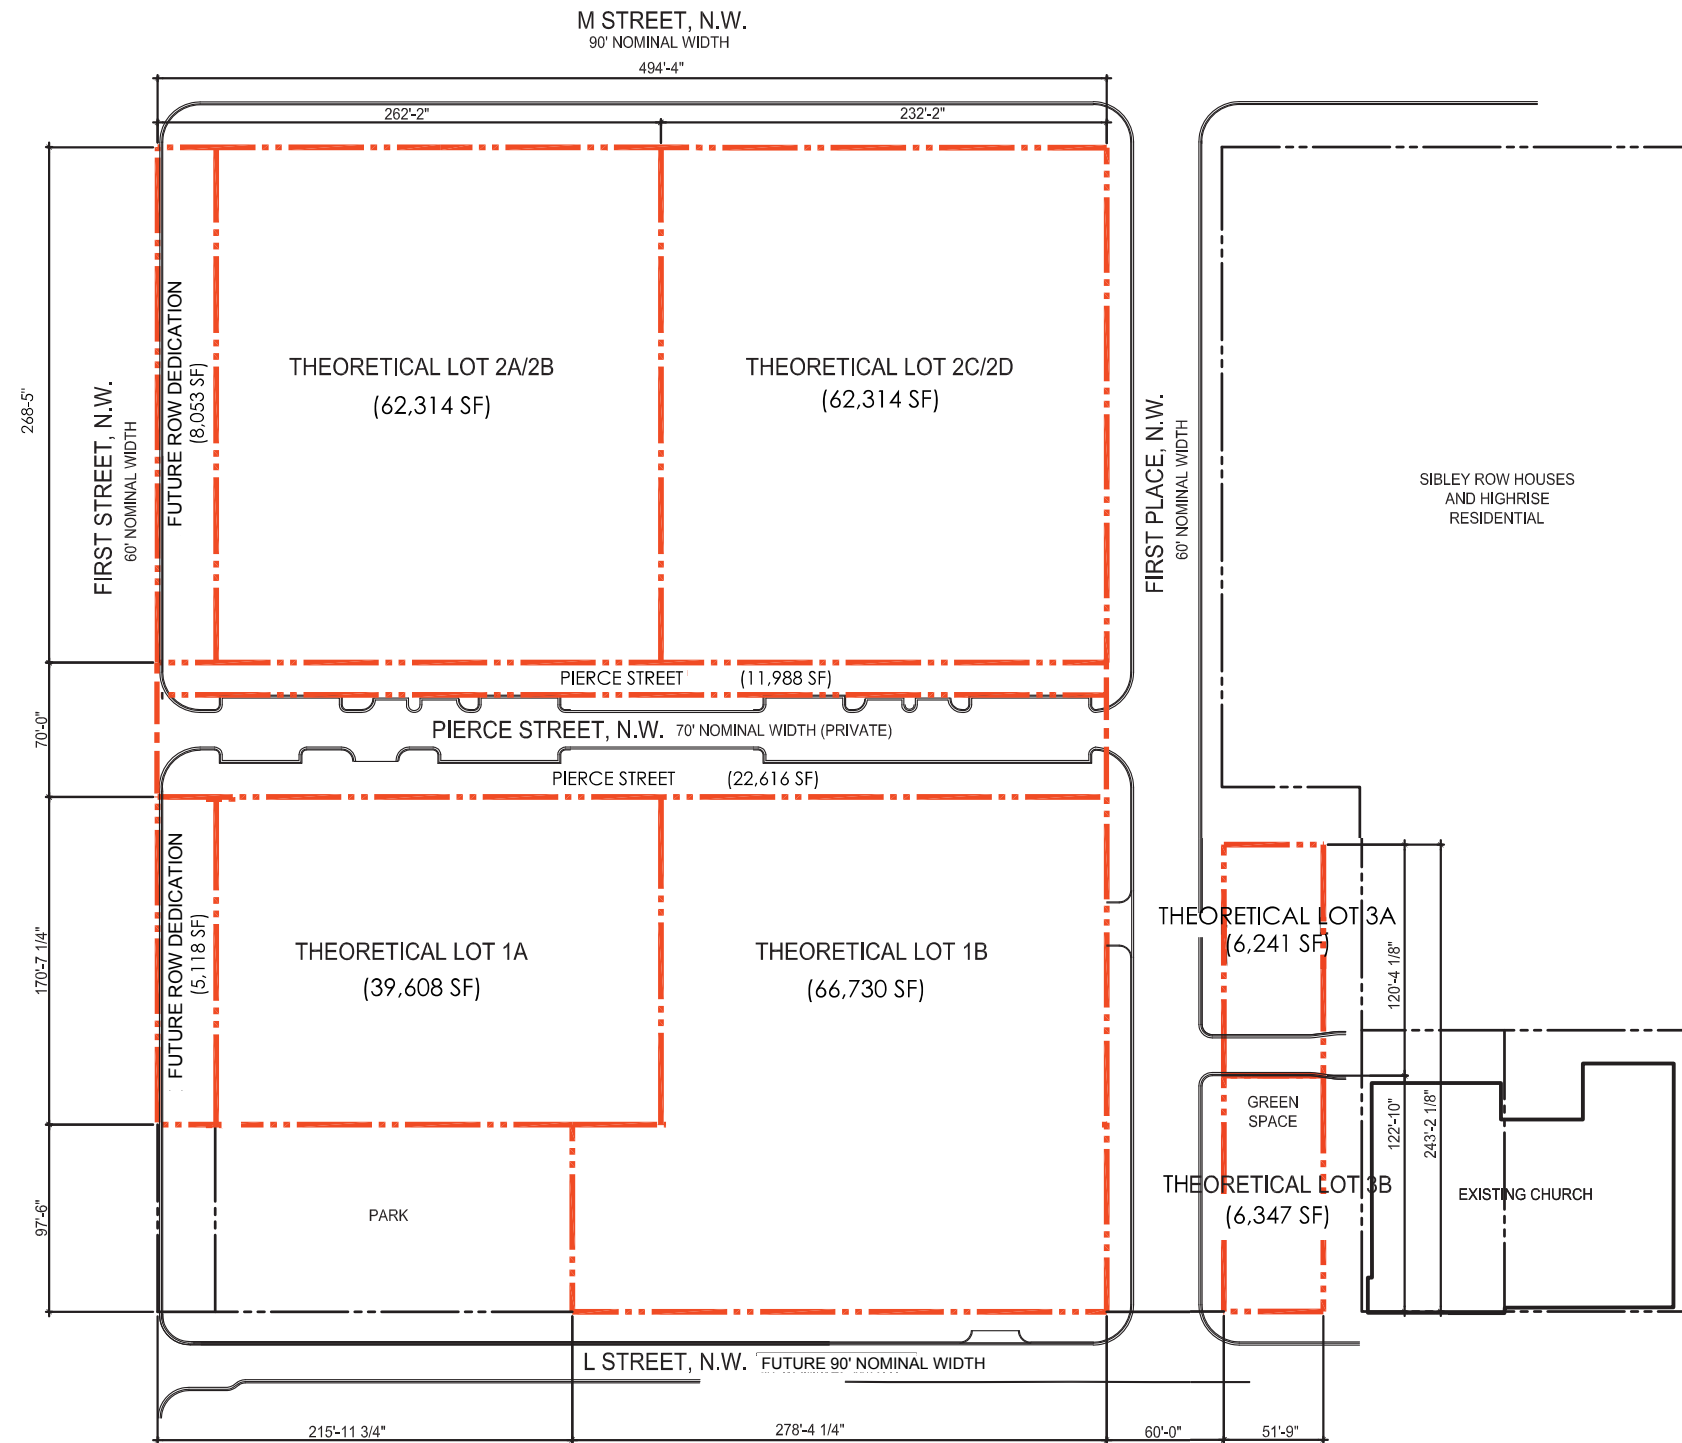 M STREET, N.W.
90' NOMINAL WIDTH
494'-4"
262'-2"
232'-2"
268-5"
FIRST STREET, N.W.
60' NOMINAL WIDTH
FUTURE ROW DEDICATION
(8,053 SF)
THEORETICAL LOT 2A/2B
(62,314 SF)
THEORETICAL LOT 2C/2D
(62,314 SF)
FIRST PLACE, N.W.
60' NOMINAL WIDTH
SIBLEY ROW HOUSES
AND HIGHRISE
RESIDENTIAL
PIERCE STREET (11,988 SF)
70'-0"
PIERCE STREET, N.W. 70' NOMINAL WIDTH (PRIVATE)
PIERCE STREET (22,616 SF)
170'-7 1/4"
FUTURE ROW DEDICATION
(5,118 SF)
THEORETICAL LOT 1A
(39,608 SF)
THEORETICAL LOT 1B
(66,730 SF)
THEORETICAL LOT 3A
(6,241 SF)
120'-4 1/8"
GREEN
SPACE
122'-10"
243'-2 1/8"
THEORETICAL LOT 3B
(6,347 SF)
EXISTING CHURCH
97'-6"
PARK
L STREET, N.W. FUTURE 90' NOMINAL WIDTH
215'-11 3/4"
278'-4 1/4"
60'-0"
51'-9"